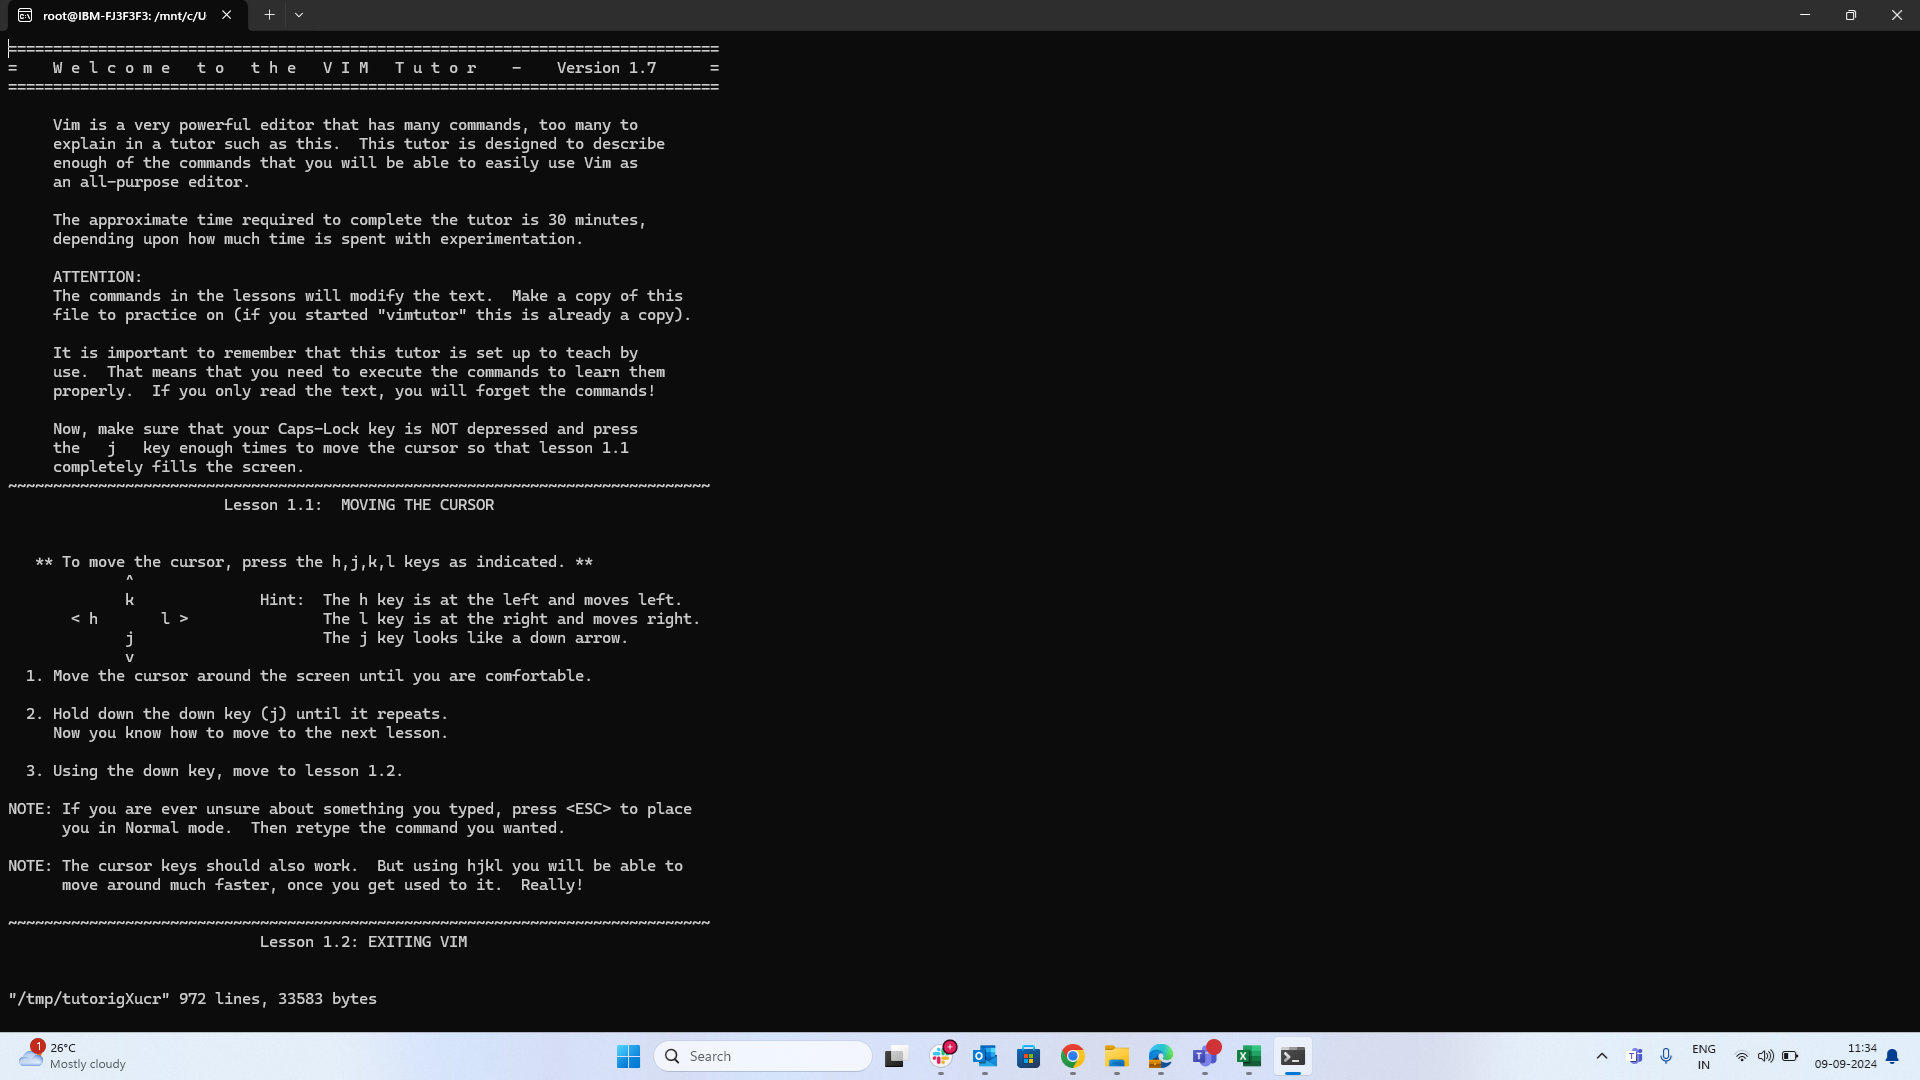 root@IBM-FJ3F3F3: /mnt/c/U
===============================================================================
=    W e l c o m e   t o   t h e   V I M   T u t o r    -    Version 1.7      =
===============================================================================
     Vim is a very powerful editor that has many commands, too many to
     explain in a tutor such as this.  This tutor is designed to describe
     enough of the commands that you will be able to easily use Vim as
     an all-purpose editor.
     The approximate time required to complete the tutor is 30 minutes,
     depending upon how much time is spent with experimentation.
     ATTENTION:
     The commands in the lessons will modify the text.  Make a copy of this
     file to practice on (if you started "vimtutor" this is already a copy).
     It is important to remember that this tutor is set up to teach by
     use.  That means that you need to execute the commands to learn them
     properly.  If you only read the text, you will forget the commands!
     Now, make sure that your Caps-Lock key is NOT depressed and press
     the   j   key enough times to move the cursor so that lesson 1.1
     completely fills the screen.
~~~~~~~~~~~~~~~~~~~~~~~~~~~~~~~~~~~~~~~~~~~~~~~~~~~~~~~~~~~~~~~~~~~~~~~~~~~~~~
                        Lesson 1.1:  MOVING THE CURSOR
   ** To move the cursor, press the h,j,k,l keys as indicated. **
             ^
             k              Hint:  The h key is at the left and moves left.
       < h       l >               The l key is at the right and moves right.
             j                     The j key looks like a down arrow.
             v
  1. Move the cursor around the screen until you are comfortable.
  2. Hold down the down key (j) until it repeats.
     Now you know how to move to the next lesson.
  3. Using the down key, move to lesson 1.2.
NOTE: If you are ever unsure about something you typed, press <ESC> to place
      you in Normal mode.  Then retype the command you wanted.
NOTE: The cursor keys should also work.  But using hjkl you will be able to
      move around much faster, once you get used to it.  Really!
~~~~~~~~~~~~~~~~~~~~~~~~~~~~~~~~~~~~~~~~~~~~~~~~~~~~~~~~~~~~~~~~~~~~~~~~~~~~~~
                            Lesson 1.2: EXITING VIM
"/tmp/tutorigXucr" 972 lines, 33583 bytes
1
26°C
Mostly cloudy
Search
ENG
IN
11:34
09-09-2024